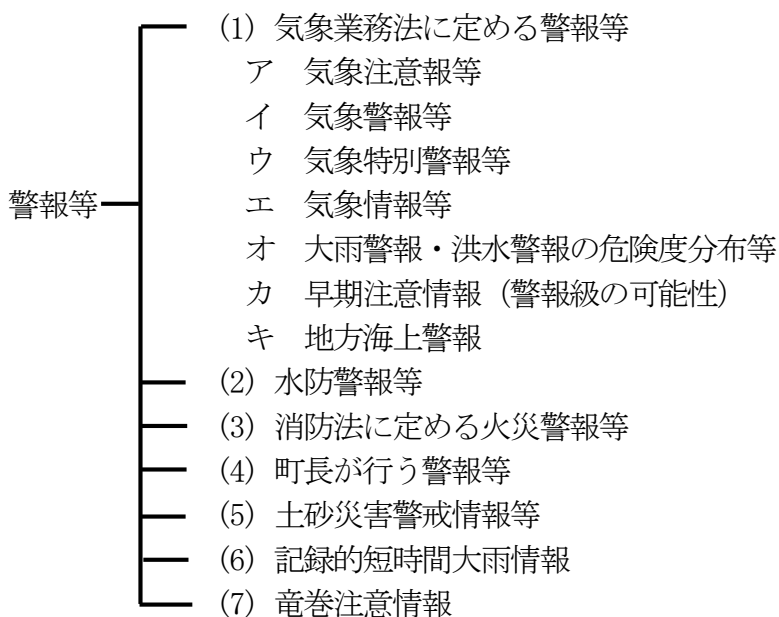 (1) 気象業務法に定める警報等
ア 気象注意報等
イ 気象警報等
ウ 気象特別警報等
警報等
エ 気象情報等
オ 大雨警報・洪水警報の危険度分布等
カ 早期注意情報（警報級の可能性）
キ 地方海上警報
(2) 水防警報等
(3) 消防法に定める火災警報等
(4) 町長が行う警報等
(5) 土砂災害警戒情報等
(6) 記録的短時間大雨情報
(7) 竜巻注意情報